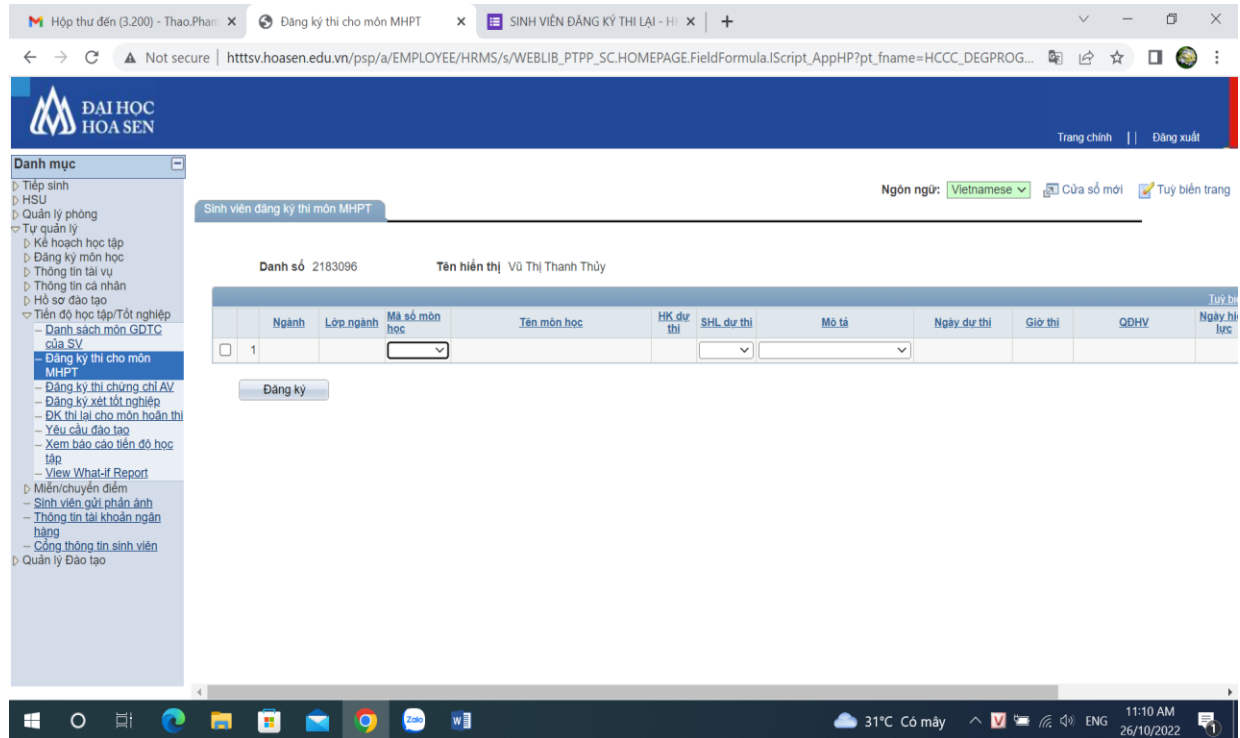 Hộp thư đến (3.200) - Thao.Pham
Đăng ký thi cho môn MHPT
SINH VIÊN ĐĂNG KÝ THI LẠI - H
Not secure
htttsv.hoasen.edu.vn/psp/a/EMPLOYEE/HRMS/s/WEBLIB_PTPP_SC.HOMEPAGE.FieldFormula.IScript_AppHP?pt_fname=HCCC_DEGPROG...
ĐẠI HỌC
HOA SEN
Trang chính || Đăng xuất
Danh mục
Tiếp sinh
HSU
Quản lý phòng
Tự quản lý
Kế hoạch học tập
Đăng ký môn học
Thông tin tài vụ
Thông tin cá nhân
Hồ sơ đào tạo
Tiến độ học tập/Tốt nghiệp
– Danh sách môn GDTC
của SV
– Đăng ký thi cho môn
MHPT
– Đăng ký thi chứng chỉ AV
– Đăng ký xét tốt nghiệp
– ĐK thi lại cho môn hoãn thi
– Yêu cầu đào tạo
– Xem báo cáo tiến độ học
tập
– View What-if Report
Miễn/chuyển điểm
– Sinh viên gửi phản ánh
– Thông tin tài khoản ngân
hàng
– Cổng thông tin sinh viên
Quản lý Đào tạo
Ngôn ngữ: Vietnamese Cửa sổ mới Tuỳ biến trang
Sinh viên đăng ký thi môn MHPT
Danh số 2183096 Tên hiển thị Vũ Thị Thanh Thủy
Tuỳ biế
Ngành Lớp ngành Mã số môn học Tên môn học HK dự thi SHL dự thi Mô tả Ngày dự thi Giờ thi QĐHV Ngày hiệ lực
1
Đăng ký
Zalo
31°C Có mây
V
ENG
11:10 AM
26/10/2022
1